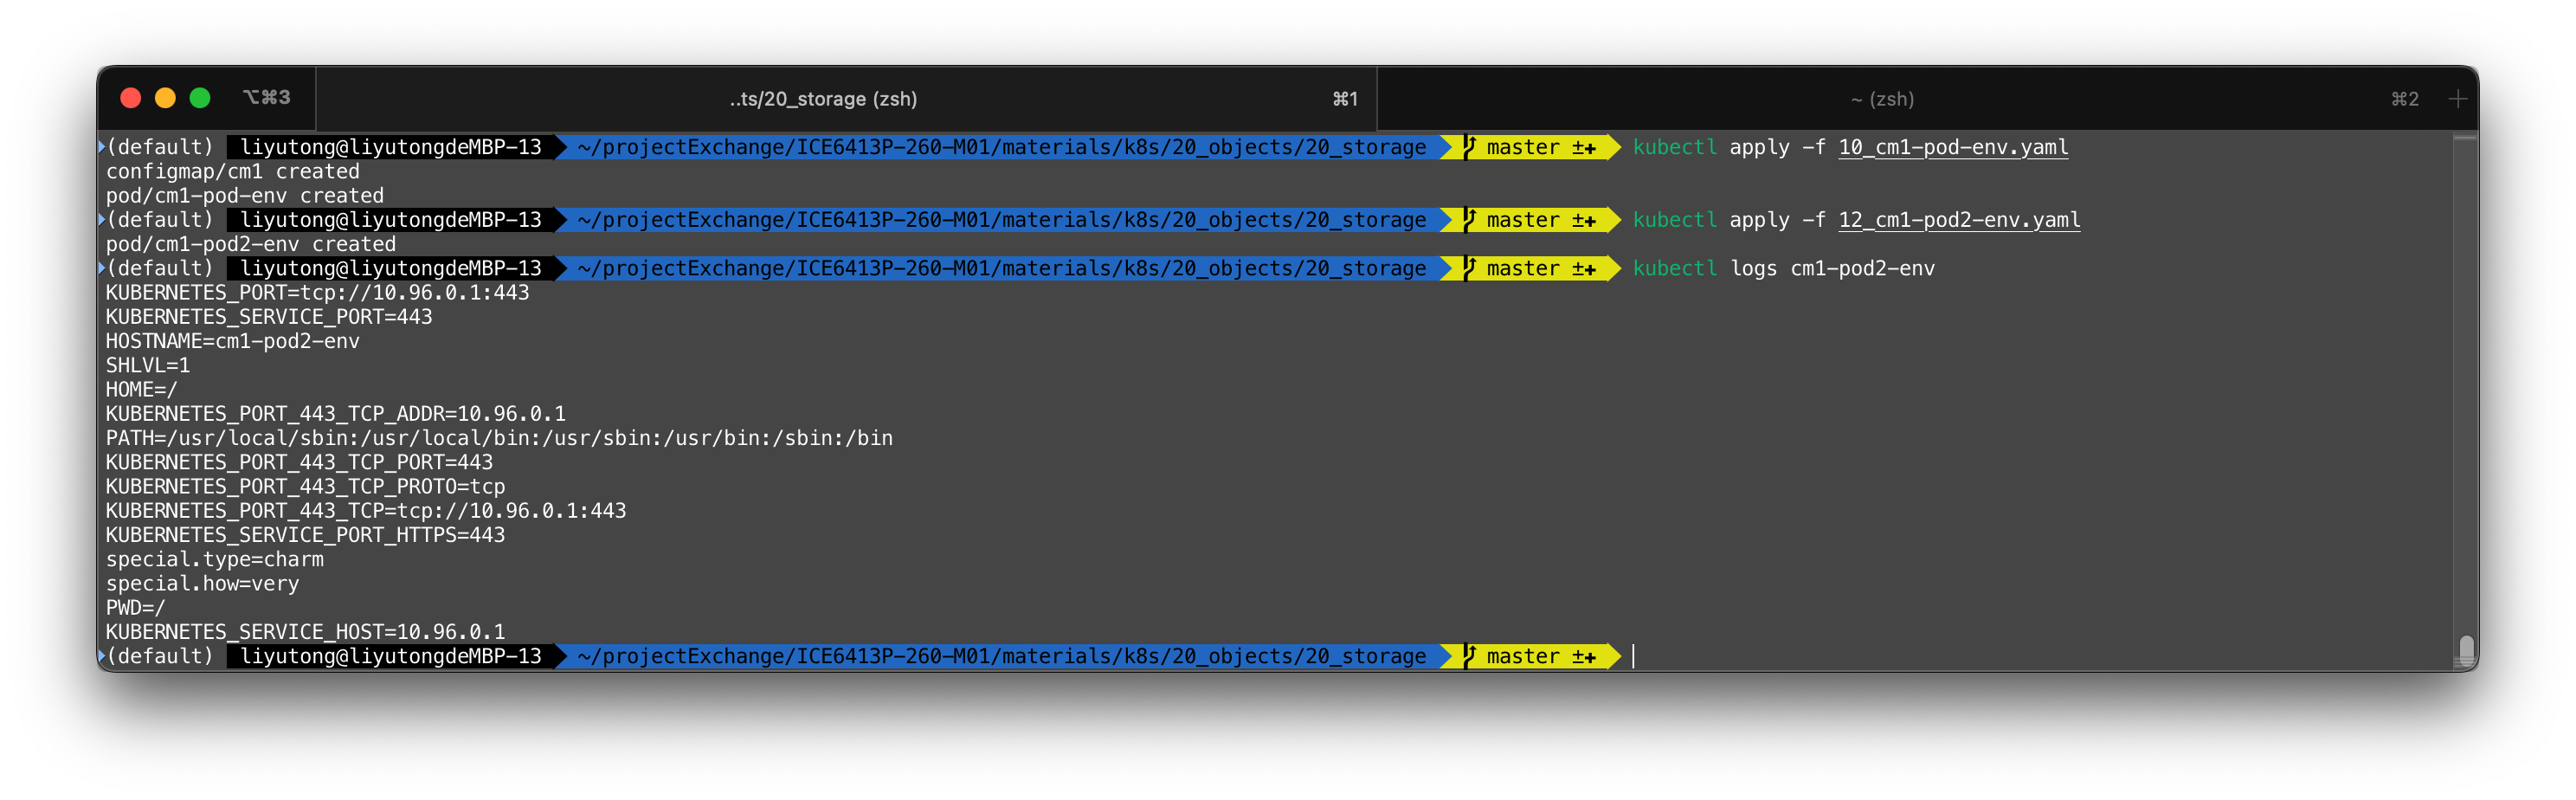 ⌥⌘3 ..ts/20_storage (zsh) ⌘1 ~ (zsh) ⌘2 +
(default) liyutong@liyutongdeMBP-13 ~/projectExchange/ICE6413P-260-M01/materials/k8s/20_objects/20_storage master ±✚ kubectl apply -f 10_cm1-pod-env.yaml
configmap/cm1 created
pod/cm1-pod-env created
(default) liyutong@liyutongdeMBP-13 ~/projectExchange/ICE6413P-260-M01/materials/k8s/20_objects/20_storage master ±✚ kubectl apply -f 12_cm1-pod2-env.yaml
pod/cm1-pod2-env created
(default) liyutong@liyutongdeMBP-13 ~/projectExchange/ICE6413P-260-M01/materials/k8s/20_objects/20_storage master ±✚ kubectl logs cm1-pod2-env
KUBERNETES_PORT=tcp://10.96.0.1:443
KUBERNETES_SERVICE_PORT=443
HOSTNAME=cm1-pod2-env
SHLVL=1
HOME=/
KUBERNETES_PORT_443_TCP_ADDR=10.96.0.1
PATH=/usr/local/sbin:/usr/local/bin:/usr/sbin:/usr/bin:/sbin:/bin
KUBERNETES_PORT_443_TCP_PORT=443
KUBERNETES_PORT_443_TCP_PROTO=tcp
KUBERNETES_PORT_443_TCP=tcp://10.96.0.1:443
KUBERNETES_SERVICE_PORT_HTTPS=443
special.type=charm
special.how=very
PWD=/
KUBERNETES_SERVICE_HOST=10.96.0.1
(default) liyutong@liyutongdeMBP-13 ~/projectExchange/ICE6413P-260-M01/materials/k8s/20_objects/20_storage master ±✚